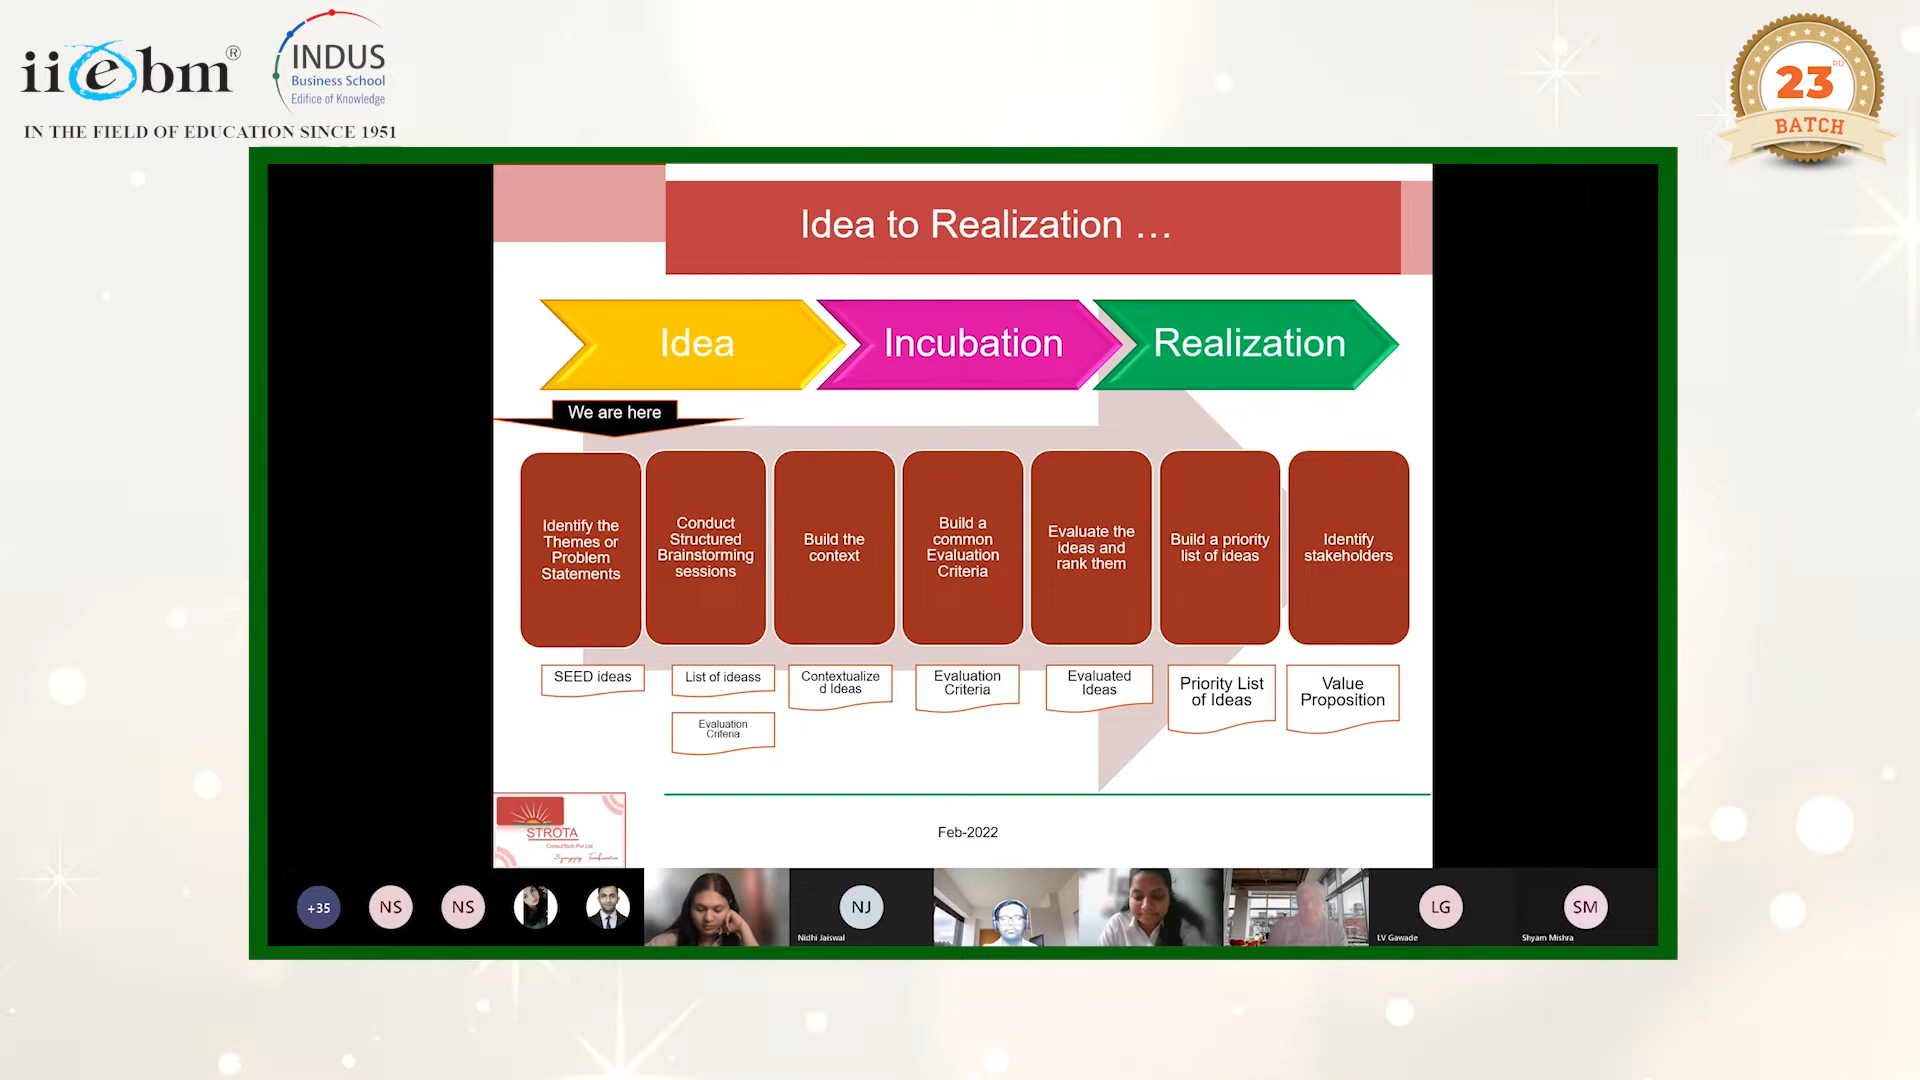 iiebm®
INDUS
Business School
Edifice of Knowledge
IN THE FIELD OF EDUCATION SINCE 1951
23RD
BATCH
Idea to Realization ...
Idea
Incubation
Realization
We are here
Identify the
Themes or
Problem
Statements
Conduct
Structured
Brainstorming
sessions
Build the
context
Build a
common
Evaluation
Criteria
Evaluate the
ideas and
rank them
Build a priority
list of ideas
Identify
stakeholders
SEED ideas
List of ideass
Evaluation
Criteria
Contextualize
d Ideas
Evaluation
Criteria
Evaluated
Ideas
Priority List
of Ideas
Value
Proposition
STROTA
ConsulTech.Pvt Ltd
Feb-2022
+35
NS
NS
NJ
Nidhi Jaiswal
LG
LV Gawade
SM
Shyam Mishra